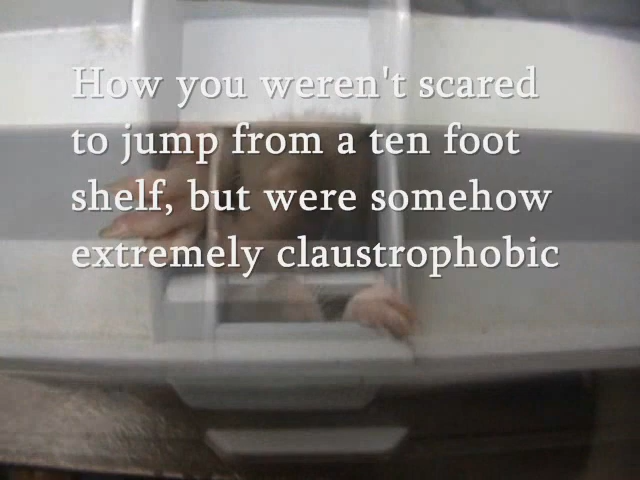 How you weren't scared
to jump from a ten foot
shelf, but were somehow
extremely claustrophobic